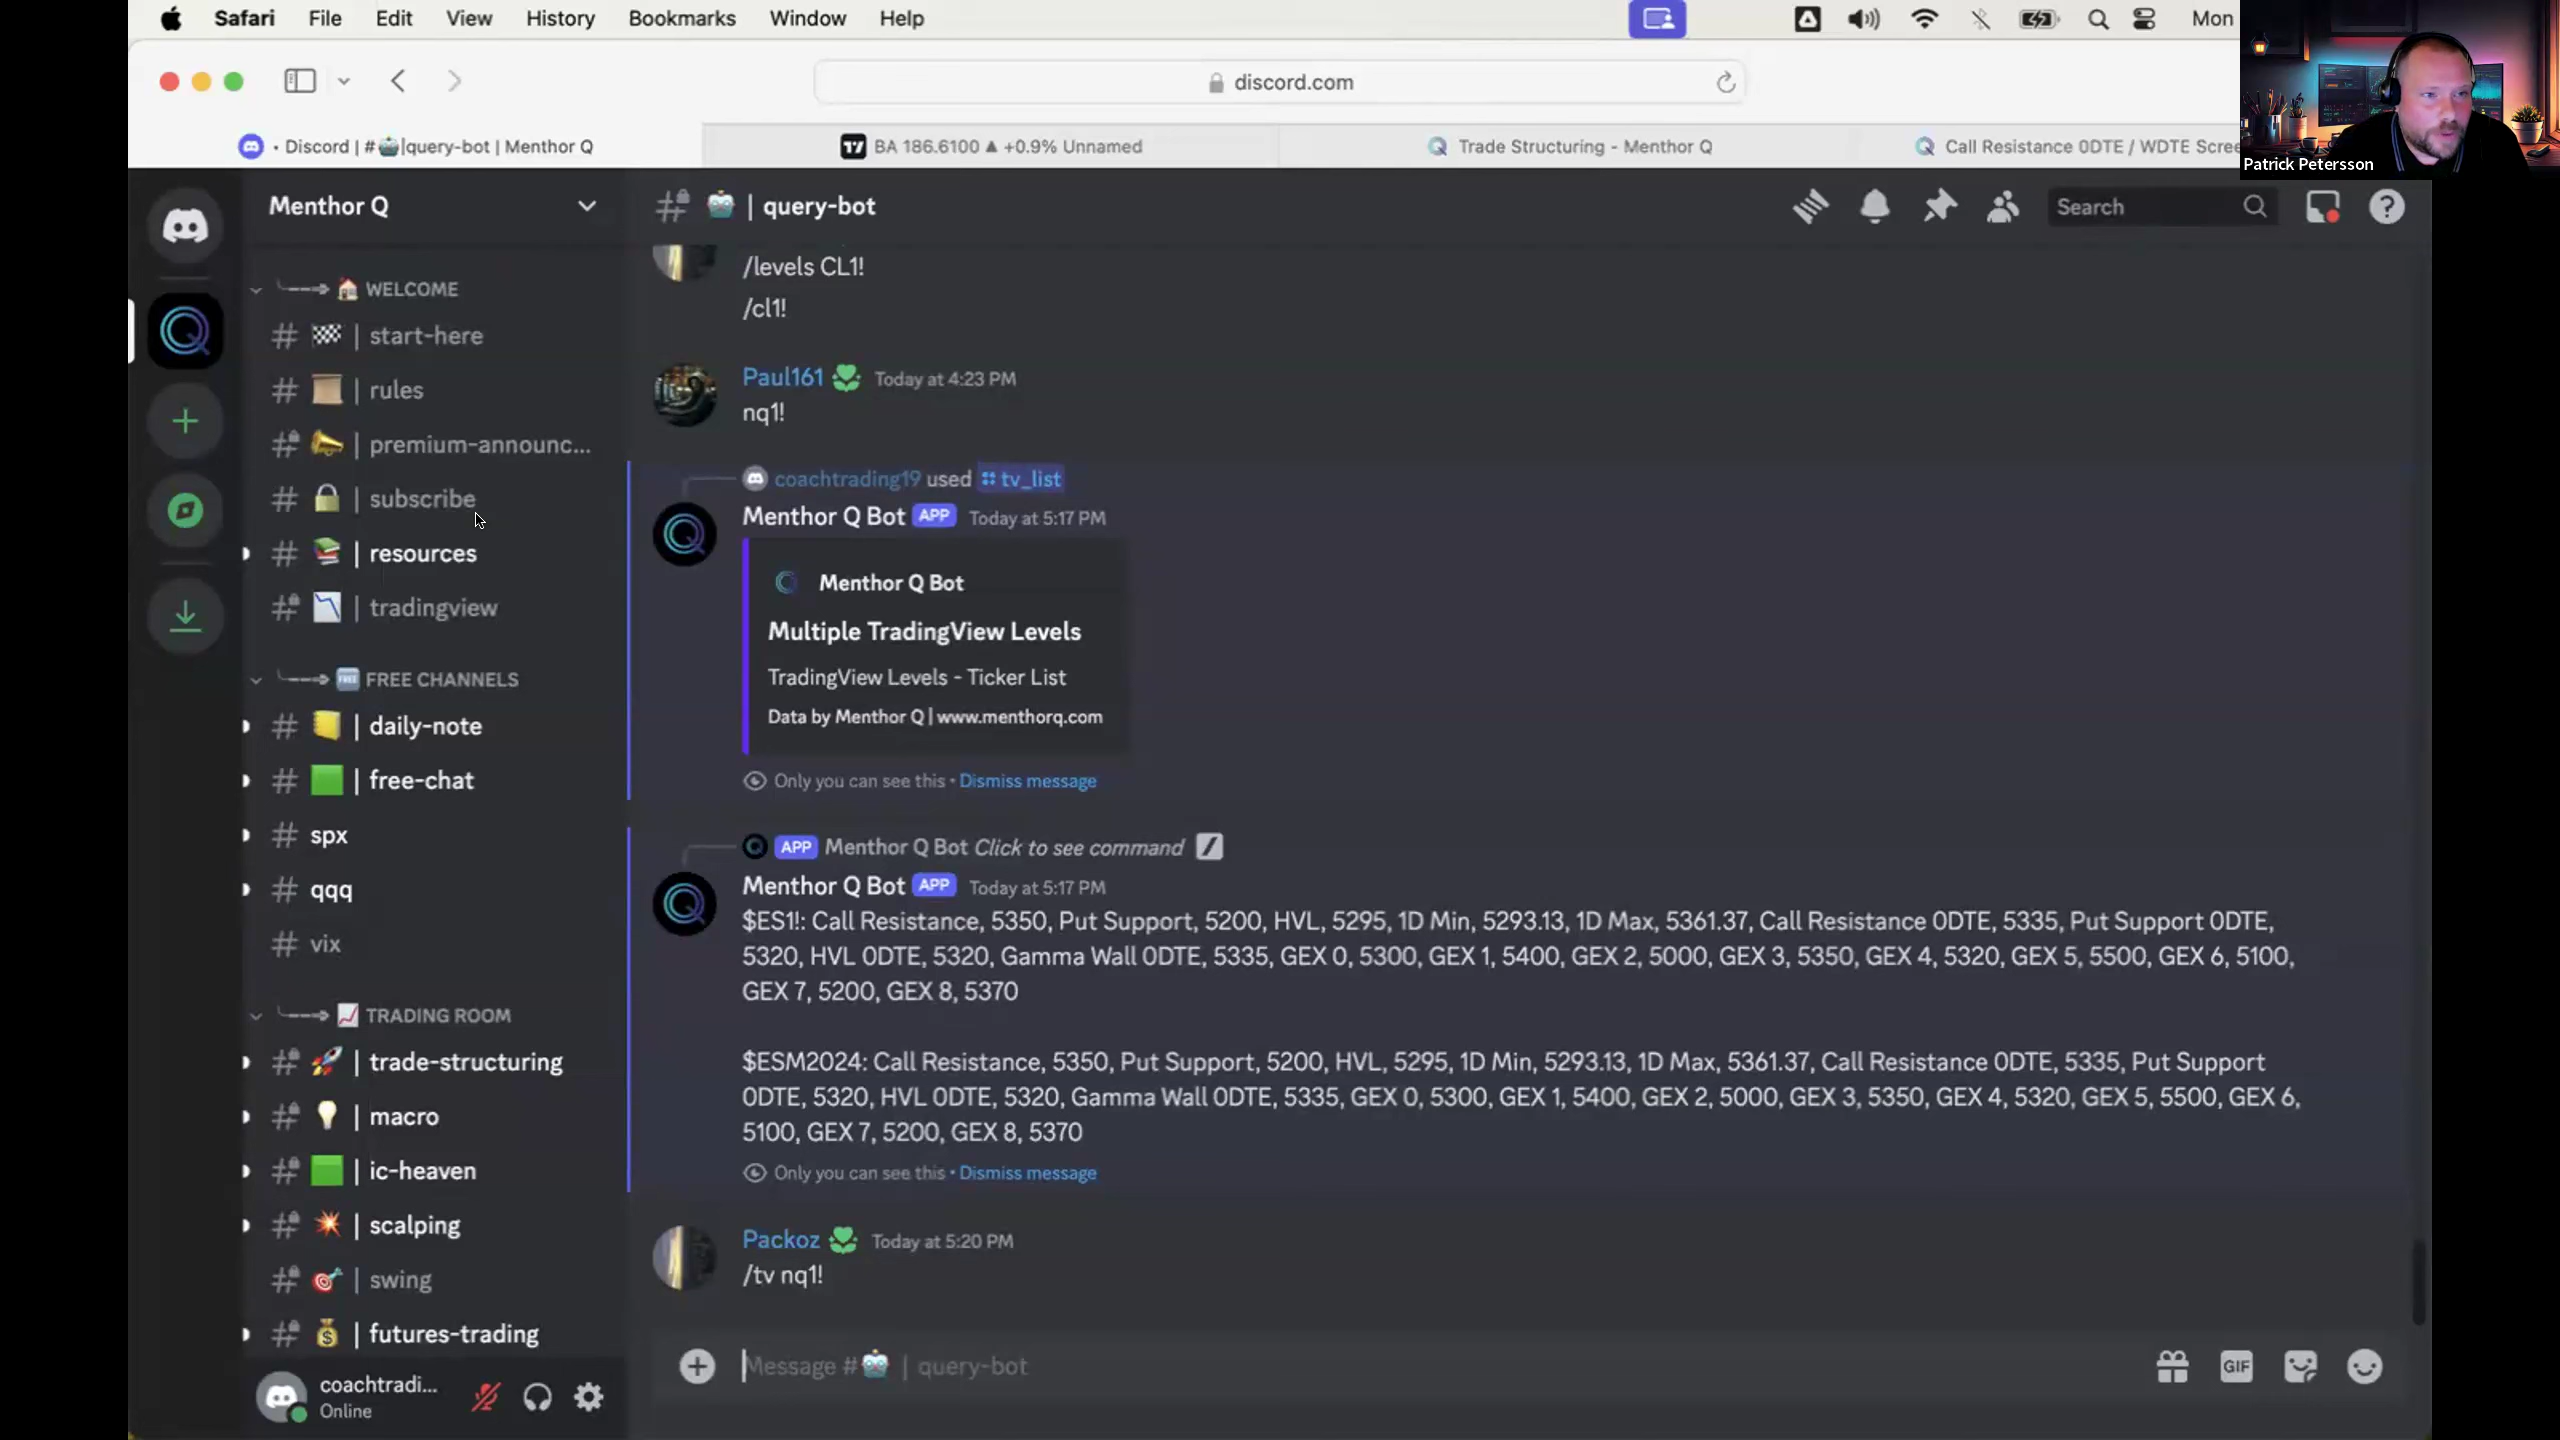 Safari File Edit View History Bookmarks Window Help
Mon
discord.com
• Discord | #🤖|query-bot | Menthor Q
BA 186.6100 ▲ +0.9% Unnamed
Trade Structuring - Menthor Q
Call Resistance 0DTE / WDTE Scree
Patrick Petersson
Menthor Q
WELCOME
# | start-here
# | rules
# | premium-announc...
# | subscribe
# | resources
# | tradingview
FREE CHANNELS
# | daily-note
# | free-chat
# spx
# qqq
# vix
TRADING ROOM
# | trade-structuring
# | macro
# | ic-heaven
# | scalping
# | swing
# | futures-trading
coachtradi...
Online
# | query-bot
Search
/levels CL1!
/cl1!
Paul161 Today at 4:23 PM
nq1!
coachtrading19 used tv_list
Menthor Q Bot APP Today at 5:17 PM
Menthor Q Bot
Multiple TradingView Levels
TradingView Levels - Ticker List
Data by Menthor Q | www.menthorq.com
Only you can see this • Dismiss message
APP Menthor Q Bot Click to see command
Menthor Q Bot APP Today at 5:17 PM
$ES1!: Call Resistance, 5350, Put Support, 5200, HVL, 5295, 1D Min, 5293.13, 1D Max, 5361.37, Call Resistance 0DTE, 5335, Put Support 0DTE,
5320, HVL 0DTE, 5320, Gamma Wall 0DTE, 5335, GEX 0, 5300, GEX 1, 5400, GEX 2, 5000, GEX 3, 5350, GEX 4, 5320, GEX 5, 5500, GEX 6, 5100,
GEX 7, 5200, GEX 8, 5370
$ESM2024: Call Resistance, 5350, Put Support, 5200, HVL, 5295, 1D Min, 5293.13, 1D Max, 5361.37, Call Resistance 0DTE, 5335, Put Support
0DTE, 5320, HVL 0DTE, 5320, Gamma Wall 0DTE, 5335, GEX 0, 5300, GEX 1, 5400, GEX 2, 5000, GEX 3, 5350, GEX 4, 5320, GEX 5, 5500, GEX 6,
5100, GEX 7, 5200, GEX 8, 5370
Only you can see this • Dismiss message
Packoz Today at 5:20 PM
/tv nq1!
Message #🤖 | query-bot
GIF